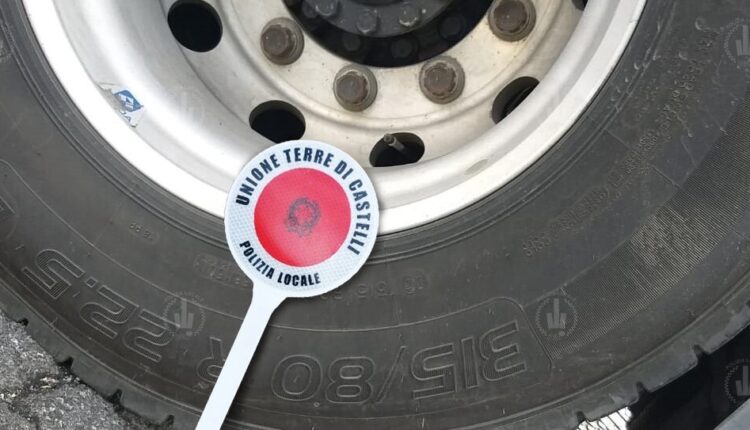 UNIONE TERRE DI CASTELLI
POLIZIA LOCALE
315/80 R 22.5